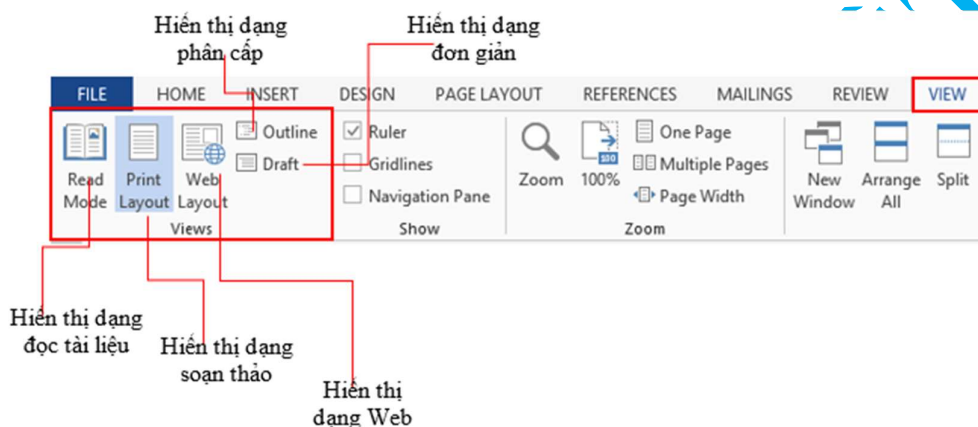 Hiển thị dạng
phân cấp
Hiển thị dạng
đơn giản
FILE HOME INSERT DESIGN PAGE LAYOUT REFERENCES MAILINGS REVIEW VIEW
Read
Mode
Print
Layout
Web
Layout
Outline
Draft
Views
Ruler
Gridlines
Navigation Pane
Show
Zoom
100
100%
One Page
Multiple Pages
Page Width
Zoom
New
Window
Arrange
All
Split
Hiển thị dạng
đọc tài liệu
Hiển thị dạng
soạn thảo
Hiển thị
dạng Web